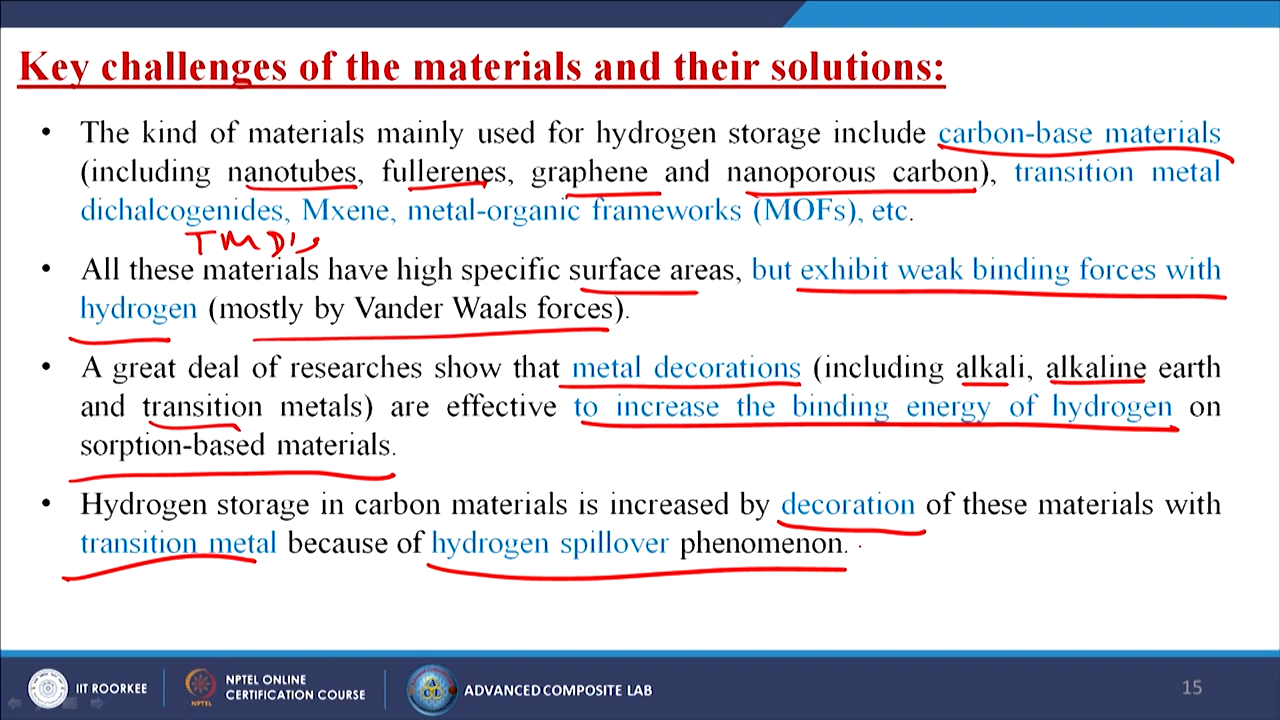 Key challenges of the materials and their solutions:
• The kind of materials mainly used for hydrogen storage include carbon-base materials
(including nanotubes, fullerenes, graphene and nanoporous carbon), transition metal
dichalcogenides, Mxene, metal-organic frameworks (MOFs), etc.
TMD's
• All these materials have high specific surface areas, but exhibit weak binding forces with
hydrogen (mostly by Vander Waals forces).
• A great deal of researches show that metal decorations (including alkali, alkaline earth
and transition metals) are effective to increase the binding energy of hydrogen on
sorption-based materials.
• Hydrogen storage in carbon materials is increased by decoration of these materials with
transition metal because of hydrogen spillover phenomenon.
IIT ROORKEE
NPTEL ONLINE
CERTIFICATION COURSE
NPTEL
ACL
ADVANCED COMPOSITE LAB
15